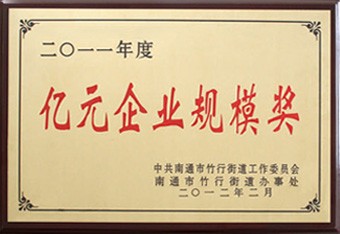 二〇一一年度
亿元企业规模奖
中共南通市竹行街道工作委员会
南通市竹行街道办事处
二〇一二年二月